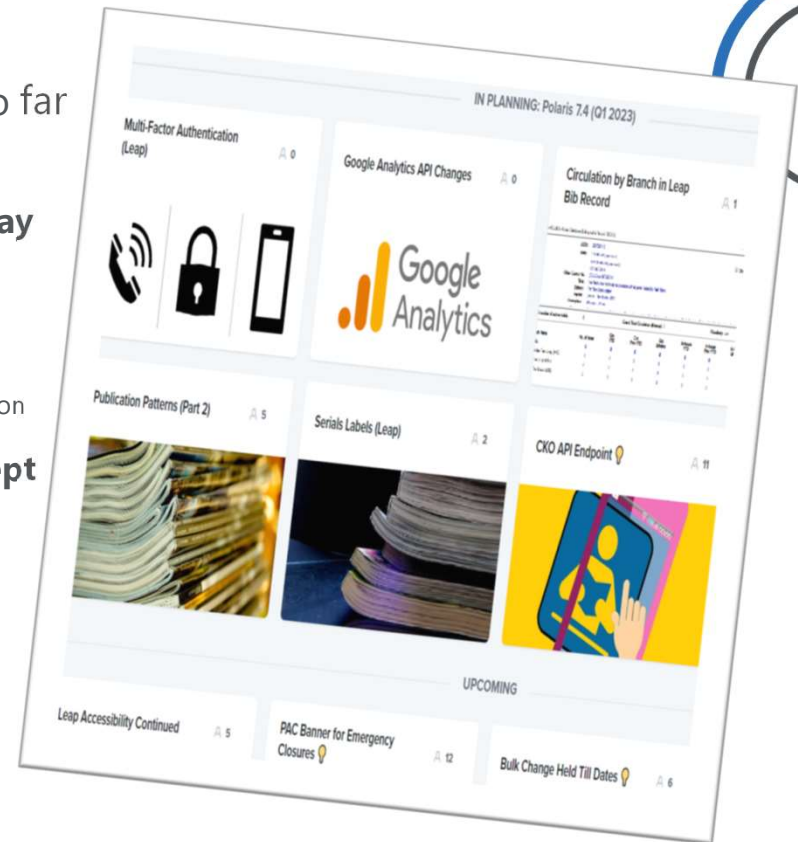 o far
ay
on
ept
IN PLANNING: Polaris 7.4 (Q1 2023)
Multi-Factor Authentication
(Leap)
0
Google Analytics API Changes
0
Circulation by Branch in Leap
Bib Record
1
Google
Analytics
Publication Patterns (Part 2)
5
Serials Labels (Leap)
2
CKO API Endpoint
11
UPCOMING
Leap Accessibility Continued
5
PAC Banner for Emergency
Closures
12
Bulk Change Held Till Dates
6